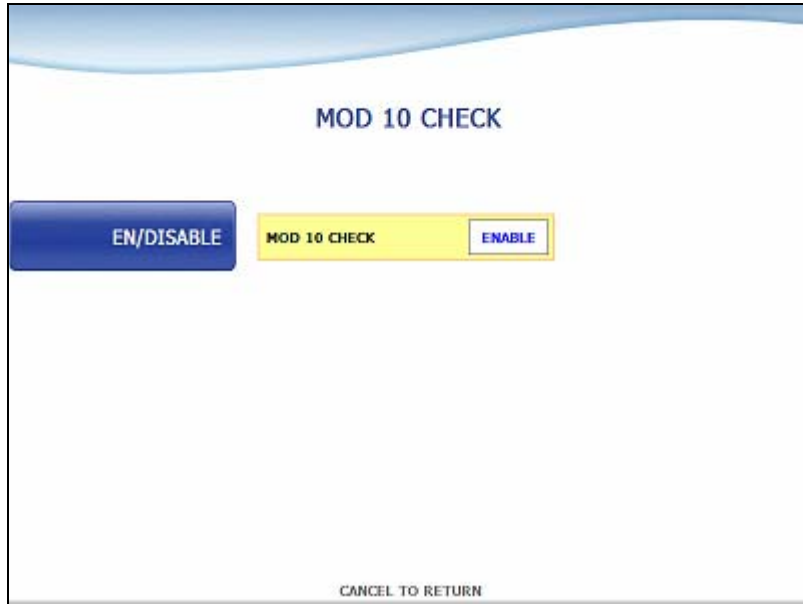 MOD 10 CHECK
EN/DISABLE
MOD 10 CHECK ENABLE
CANCEL TO RETURN